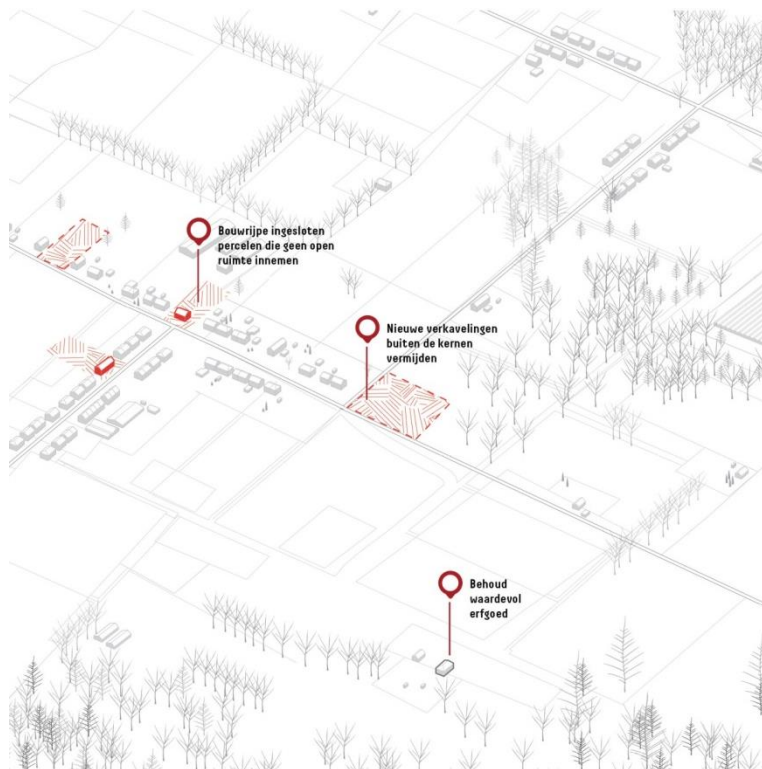 Bouwrijpe ingesloten
percelen die geen open
ruimte innemen
Nieuwe verkavelingen
buiten de kernen
vermijden
Behoud
waardevol
erfgoed